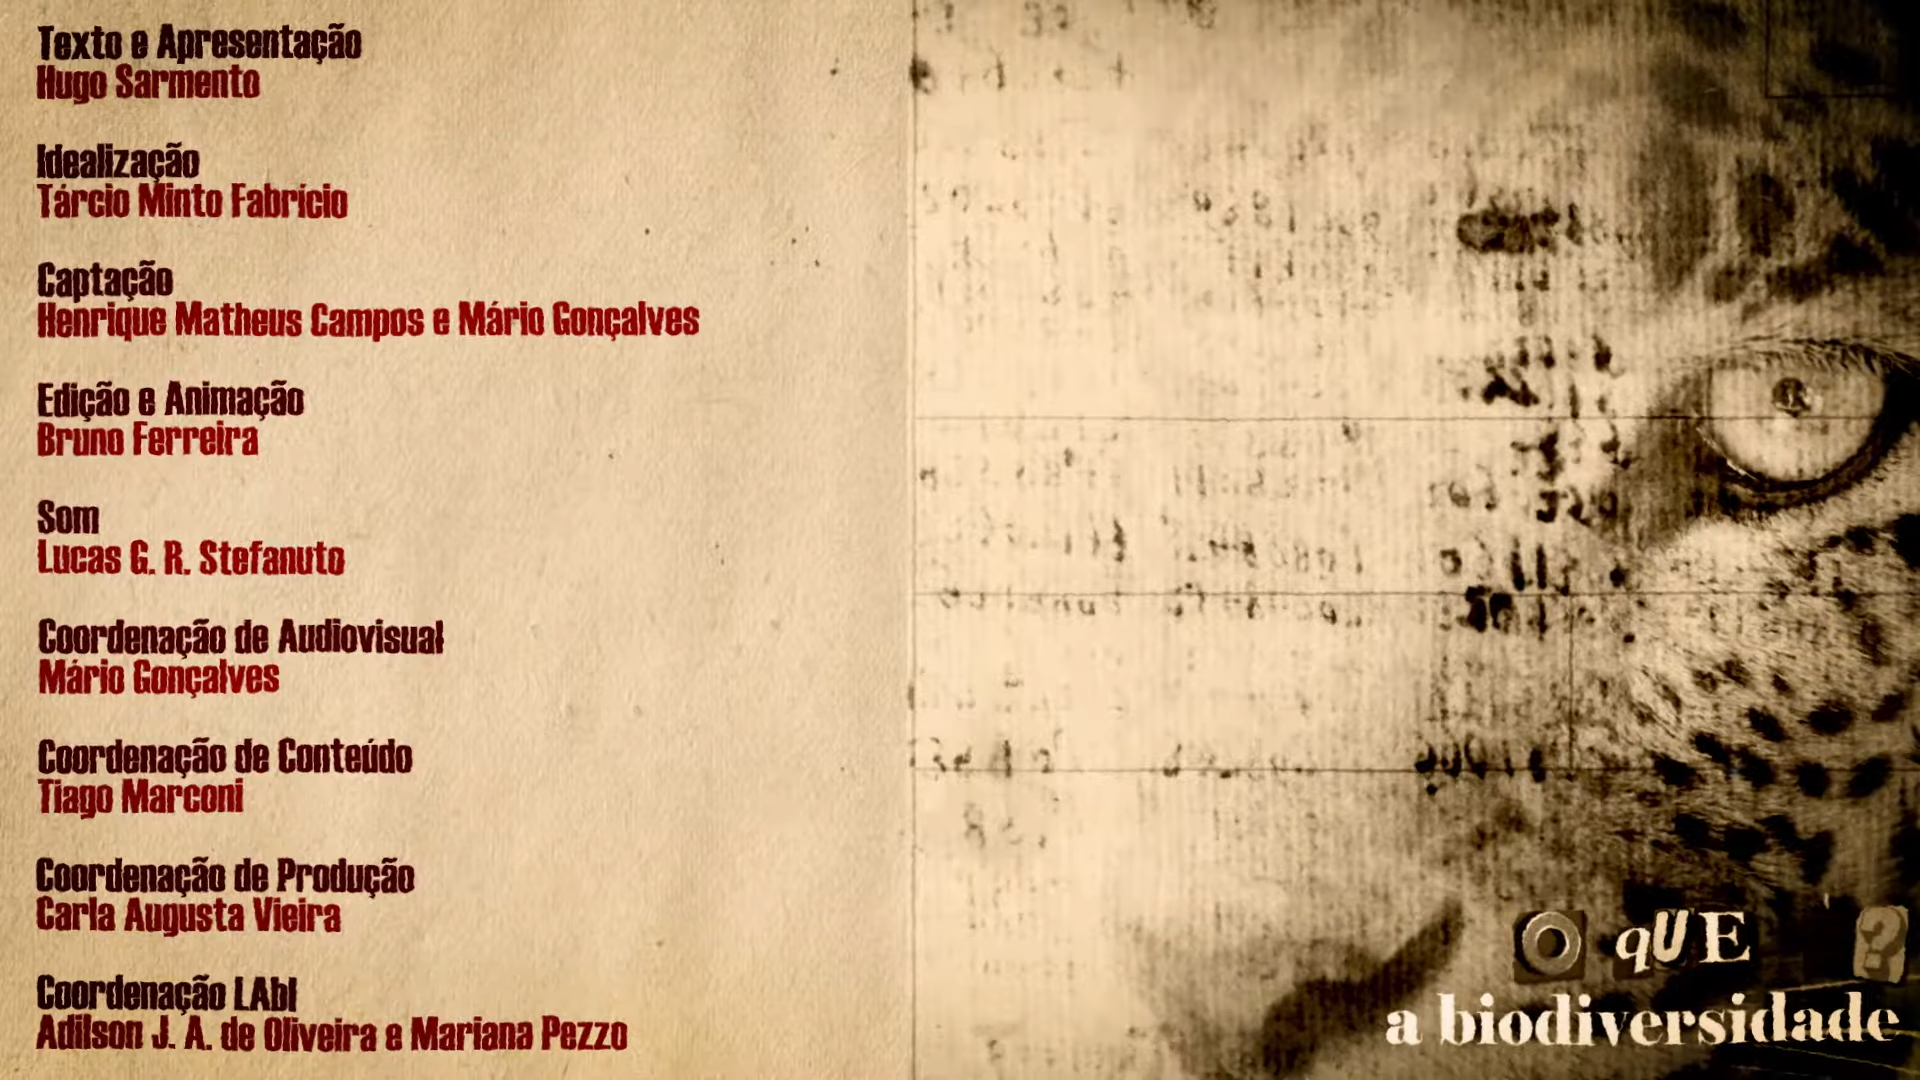 Texto e Apresentação
Hugo Sarmento
Idealização
Tárcio Minto Fabrício
Captação
Henrique Matheus Campos e Mário Gonçalves
Edição e Animação
Bruno Ferreira
Som
Lucas G. R. Stefanuto
Coordenação de Audiovisual
Mário Gonçalves
Coordenação de Conteúdo
Tiago Marconi
Coordenação de Produção
Carla Augusta Vieira
Coordenação LAbI
Adilson J. A. de Oliveira e Mariana Pezzo
O qUE ?
a biodiversidade